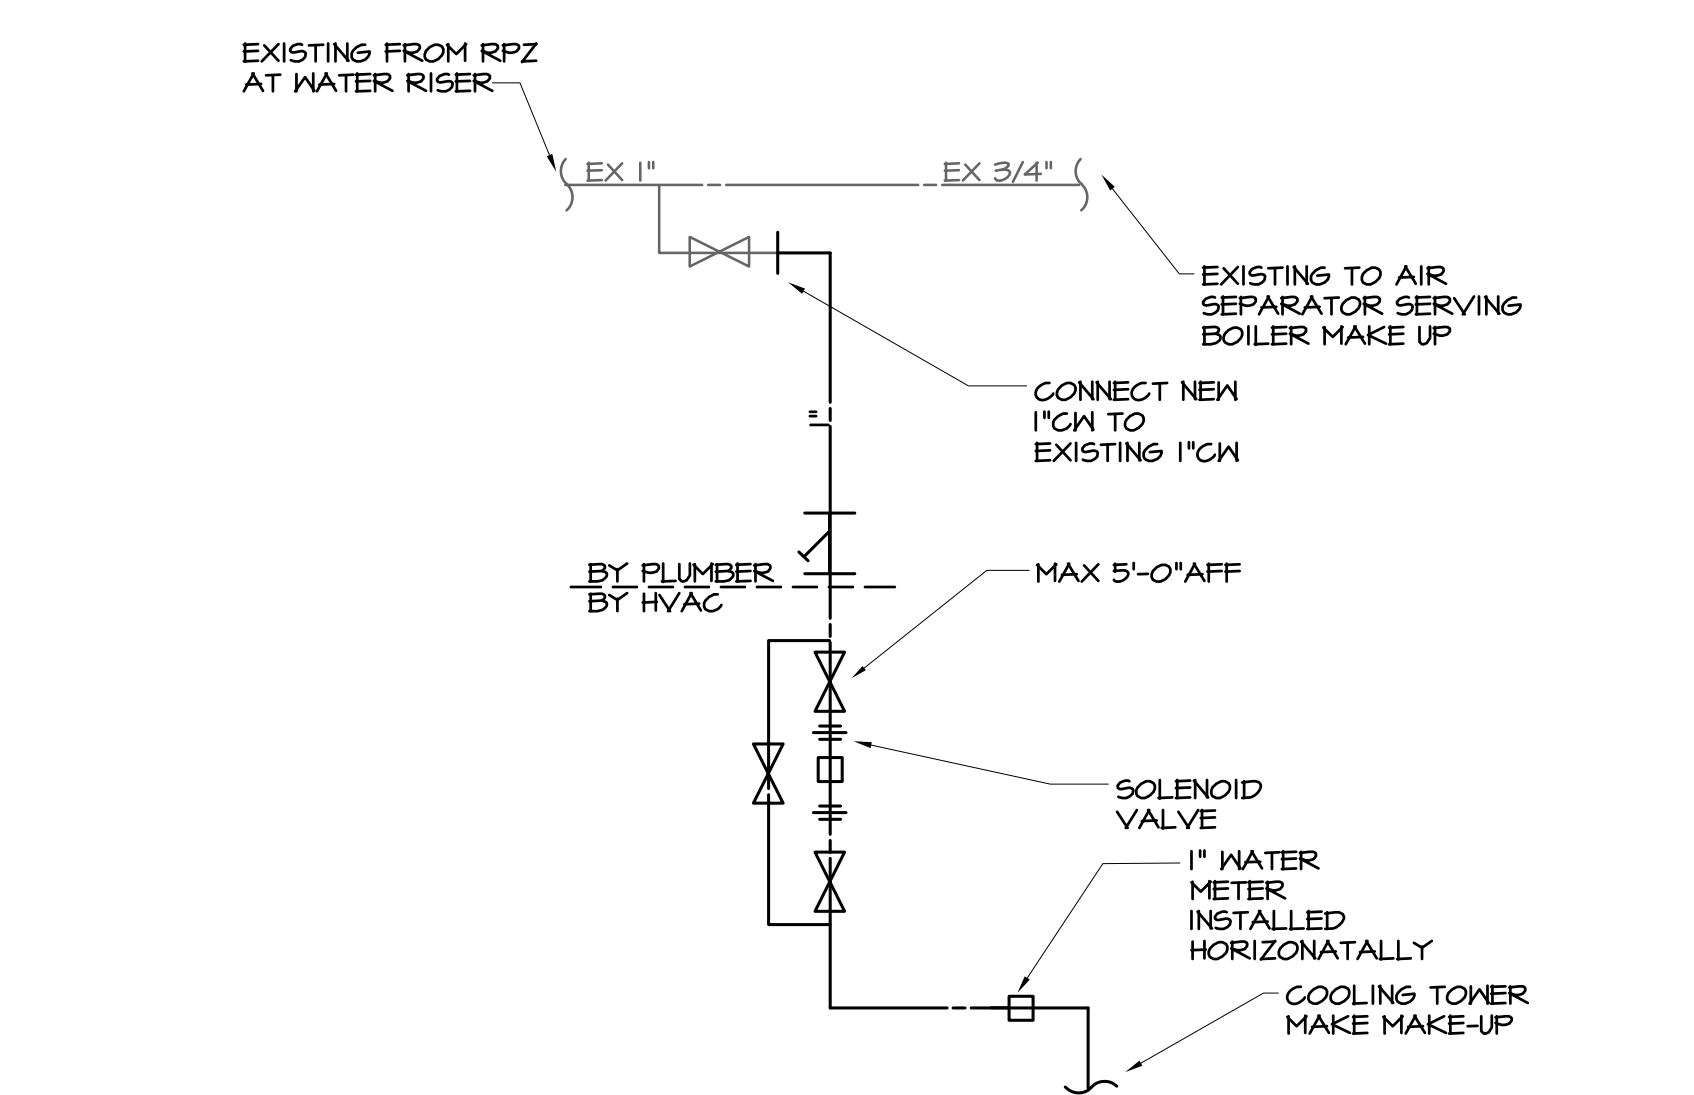 EXISTING FROM RPZ
AT WATER RISER
EX 1"
EX 3/4"
EXISTING TO AIR
SEPARATOR SERVING
BOILER MAKE UP
CONNECT NEW
1"CW TO
EXISTING 1"CW
1"
BY PLUMBER
BY HVAC
MAX 5'-0"AFF
SOLENOID
VALVE
1" WATER
METER
INSTALLED
HORIZONATALLY
COOLING TOWER
MAKE MAKE-UP